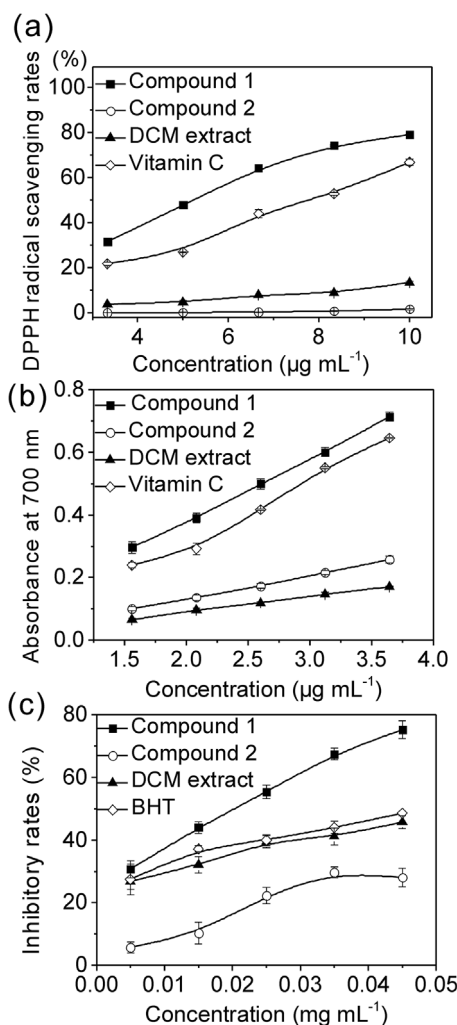 (a)
(%)
100
80
60
40
20
0
DPPH radical scavenging rates
Compound 1
Compound 2
DCM extract
Vitamin C
4 6 8 10
Concentration (µg mL⁻¹)
(b)
0.8
0.6
0.4
0.2
0.0
Absorbance at 700 nm
Compound 1
Compound 2
DCM extract
Vitamin C
1.5 2.0 2.5 3.0 3.5 4.0
Concentration (µg mL⁻¹)
(c)
80
60
40
20
0
Inhibitory rates (%)
Compound 1
Compound 2
DCM extract
BHT
0.00 0.01 0.02 0.03 0.04 0.05
Concentration (mg mL⁻¹)